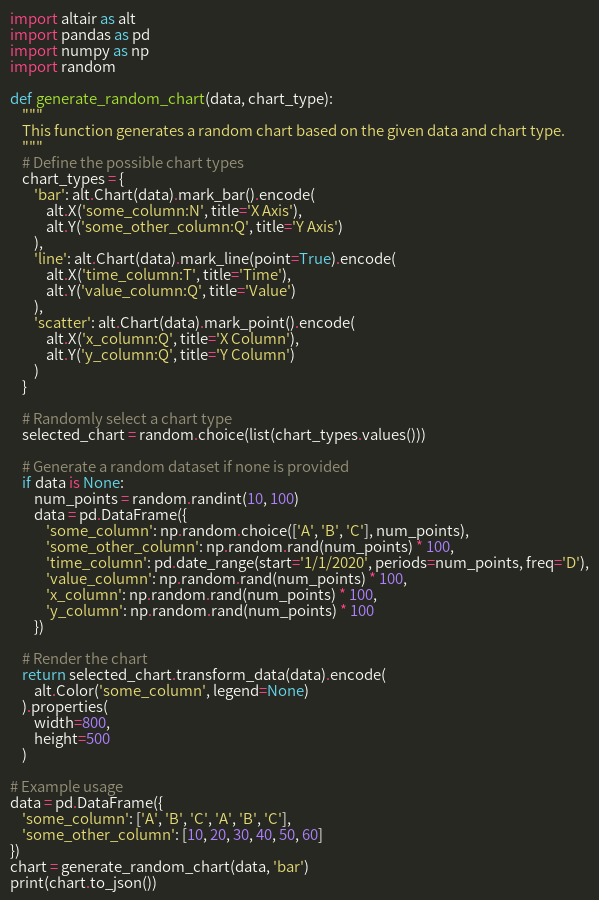 import altair as alt
import pandas as pd
import numpy as np
import random

def generate_random_chart(data, chart_type):
    """
    This function generates a random chart based on the given data and chart type.
    """
    # Define the possible chart types
    chart_types = {
        'bar': alt.Chart(data).mark_bar().encode(
            alt.X('some_column:N', title='X Axis'),
            alt.Y('some_other_column:Q', title='Y Axis')
        ),
        'line': alt.Chart(data).mark_line(point=True).encode(
            alt.X('time_column:T', title='Time'),
            alt.Y('value_column:Q', title='Value')
        ),
        'scatter': alt.Chart(data).mark_point().encode(
            alt.X('x_column:Q', title='X Column'),
            alt.Y('y_column:Q', title='Y Column')
        )
    }

    # Randomly select a chart type
    selected_chart = random.choice(list(chart_types.values()))

    # Generate a random dataset if none is provided
    if data is None:
        num_points = random.randint(10, 100)
        data = pd.DataFrame({
            'some_column': np.random.choice(['A', 'B', 'C'], num_points),
            'some_other_column': np.random.rand(num_points) * 100,
            'time_column': pd.date_range(start='1/1/2020', periods=num_points, freq='D'),
            'value_column': np.random.rand(num_points) * 100,
            'x_column': np.random.rand(num_points) * 100,
            'y_column': np.random.rand(num_points) * 100
        })

    # Render the chart
    return selected_chart.transform_data(data).encode(
        alt.Color('some_column', legend=None)
    ).properties(
        width=800,
        height=500
    )

# Example usage
data = pd.DataFrame({
    'some_column': ['A', 'B', 'C', 'A', 'B', 'C'],
    'some_other_column': [10, 20, 30, 40, 50, 60]
})
chart = generate_random_chart(data, 'bar')
print(chart.to_json())